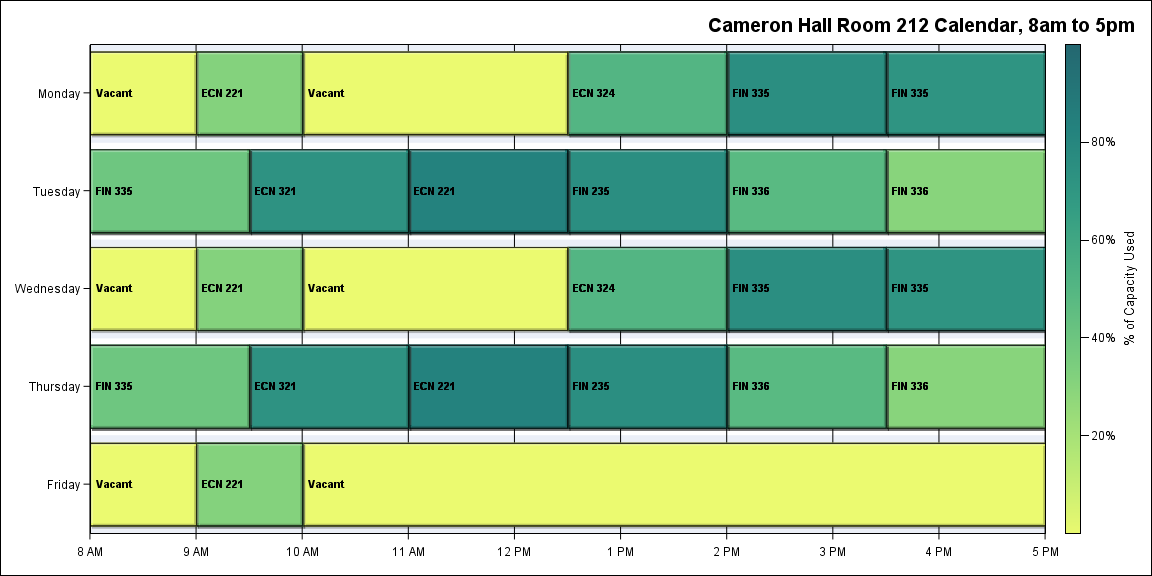 Cameron Hall Room 212 Calendar, 8am to 5pm
Monday
Vacant
ECN 221
Vacant
ECN 324
FIN 335
FIN 335
Tuesday
FIN 335
ECN 321
ECN 221
FIN 235
FIN 336
FIN 336
Wednesday
Vacant
ECN 221
Vacant
ECN 324
FIN 335
FIN 335
Thursday
FIN 335
ECN 321
ECN 221
FIN 235
FIN 336
FIN 336
Friday
Vacant
ECN 221
Vacant
8 AM
9 AM
10 AM
11 AM
12 PM
1 PM
2 PM
3 PM
4 PM
5 PM
80%
60%
40%
20%
% of Capacity Used